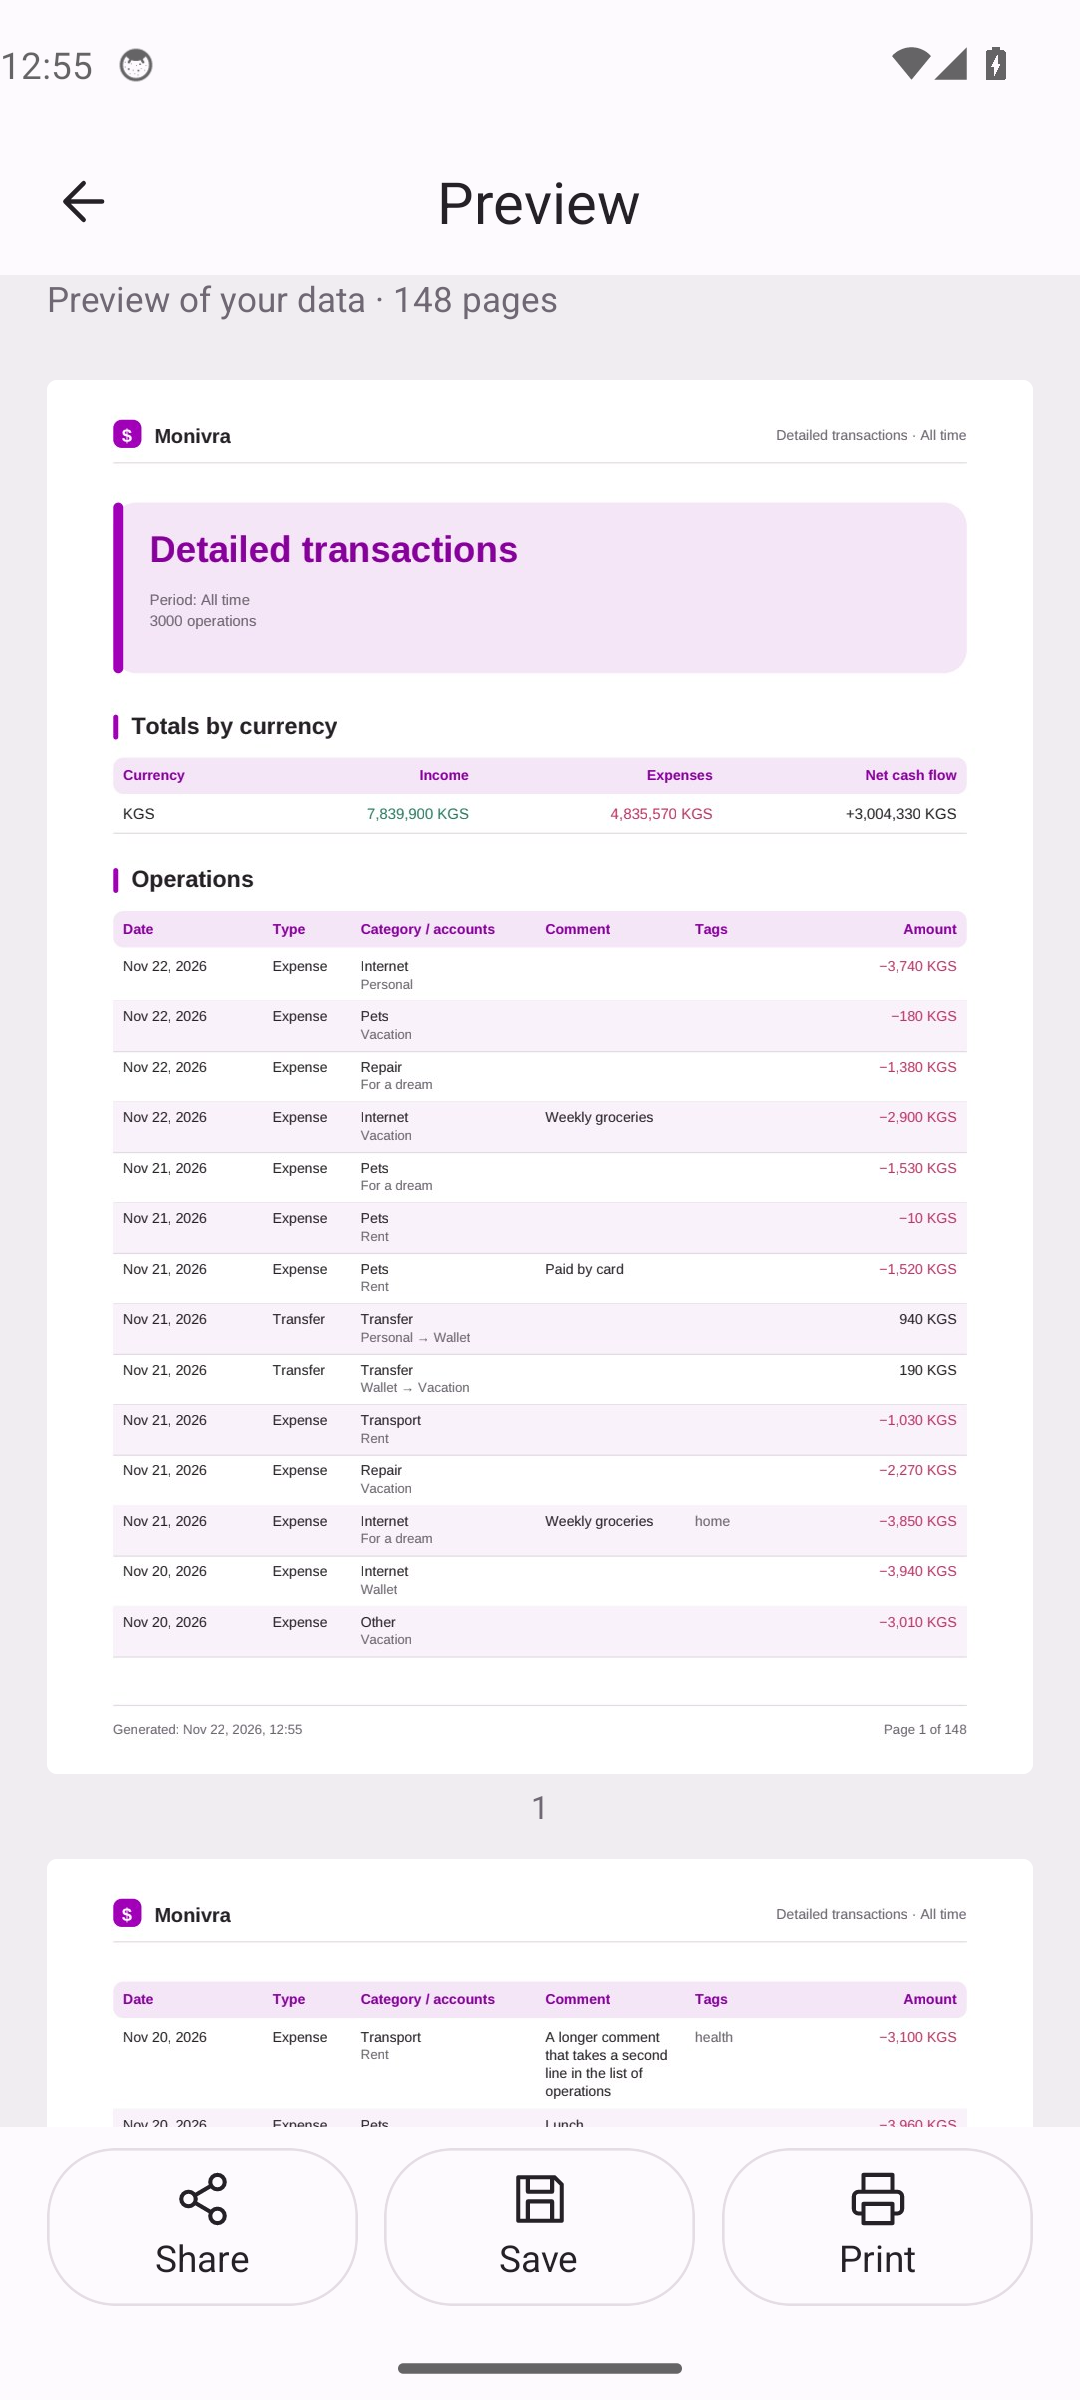 12:55
Preview
Preview of your data · 148 pages
$ Monivra Detailed transactions · All time
Detailed transactions
Period: All time
3000 operations
Totals by currency
Currency Income Expenses Net cash flow
KGS 7,839,900 KGS 4,835,570 KGS +3,004,330 KGS
Operations
Date Type Category / accounts Comment Tags Amount
Nov 22, 2026 Expense Internet −3,740 KGS
Personal
Nov 22, 2026 Expense Pets −180 KGS
Vacation
Nov 22, 2026 Expense Repair −1,380 KGS
For a dream
Nov 22, 2026 Expense Internet Weekly groceries −2,900 KGS
Vacation
Nov 21, 2026 Expense Pets −1,530 KGS
For a dream
Nov 21, 2026 Expense Pets −10 KGS
Rent
Nov 21, 2026 Expense Pets Paid by card −1,520 KGS
Rent
Nov 21, 2026 Transfer Transfer 940 KGS
Personal → Wallet
Nov 21, 2026 Transfer Transfer 190 KGS
Wallet → Vacation
Nov 21, 2026 Expense Transport −1,030 KGS
Rent
Nov 21, 2026 Expense Repair −2,270 KGS
Vacation
Nov 21, 2026 Expense Internet Weekly groceries home −3,850 KGS
For a dream
Nov 20, 2026 Expense Internet −3,940 KGS
Wallet
Nov 20, 2026 Expense Other −3,010 KGS
Vacation
Generated: Nov 22, 2026, 12:55 Page 1 of 148
1
$ Monivra Detailed transactions · All time
Date Type Category / accounts Comment Tags Amount
Nov 20, 2026 Expense Transport A longer comment health −3,100 KGS
Rent that takes a second
line in the list of
operations
Nov 20, 2026 Expense Pets Lunch −3,960 KGS
Share Save Print